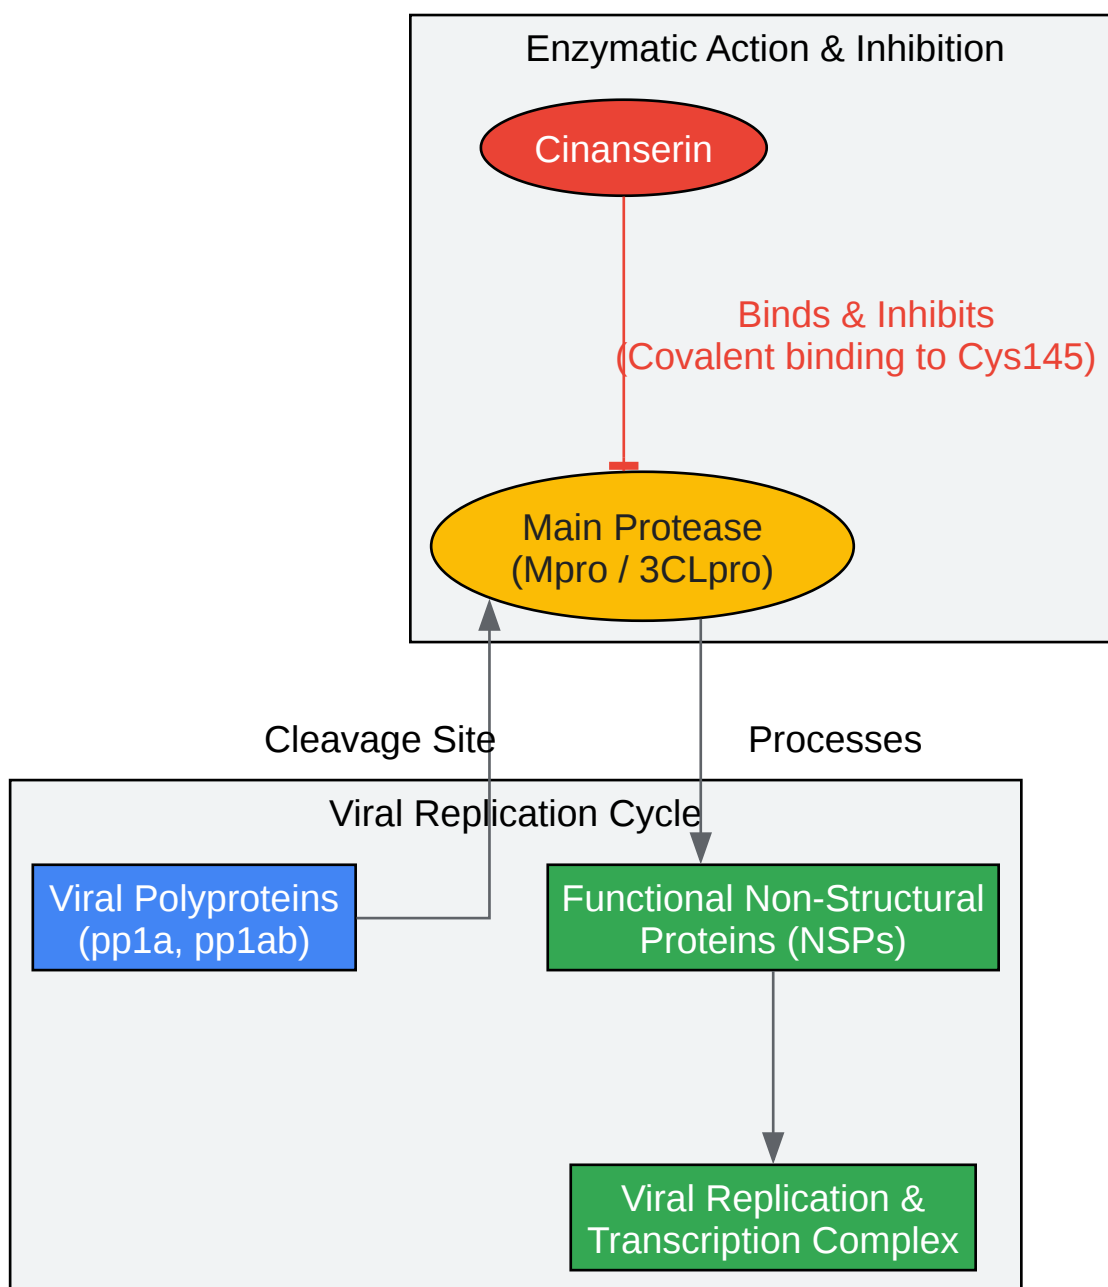 Enzymatic Action & Inhibition
Cinanserin
Binds & Inhibits
(Covalent binding to Cys145)
Main Protease
(Mpro / 3CLpro)
Cleavage Site
Processes
Viral Replication Cycle
Viral Polyproteins
(pp1a, pp1ab)
Functional Non-Structural
Proteins (NSPs)
Viral Replication &
Transcription Complex